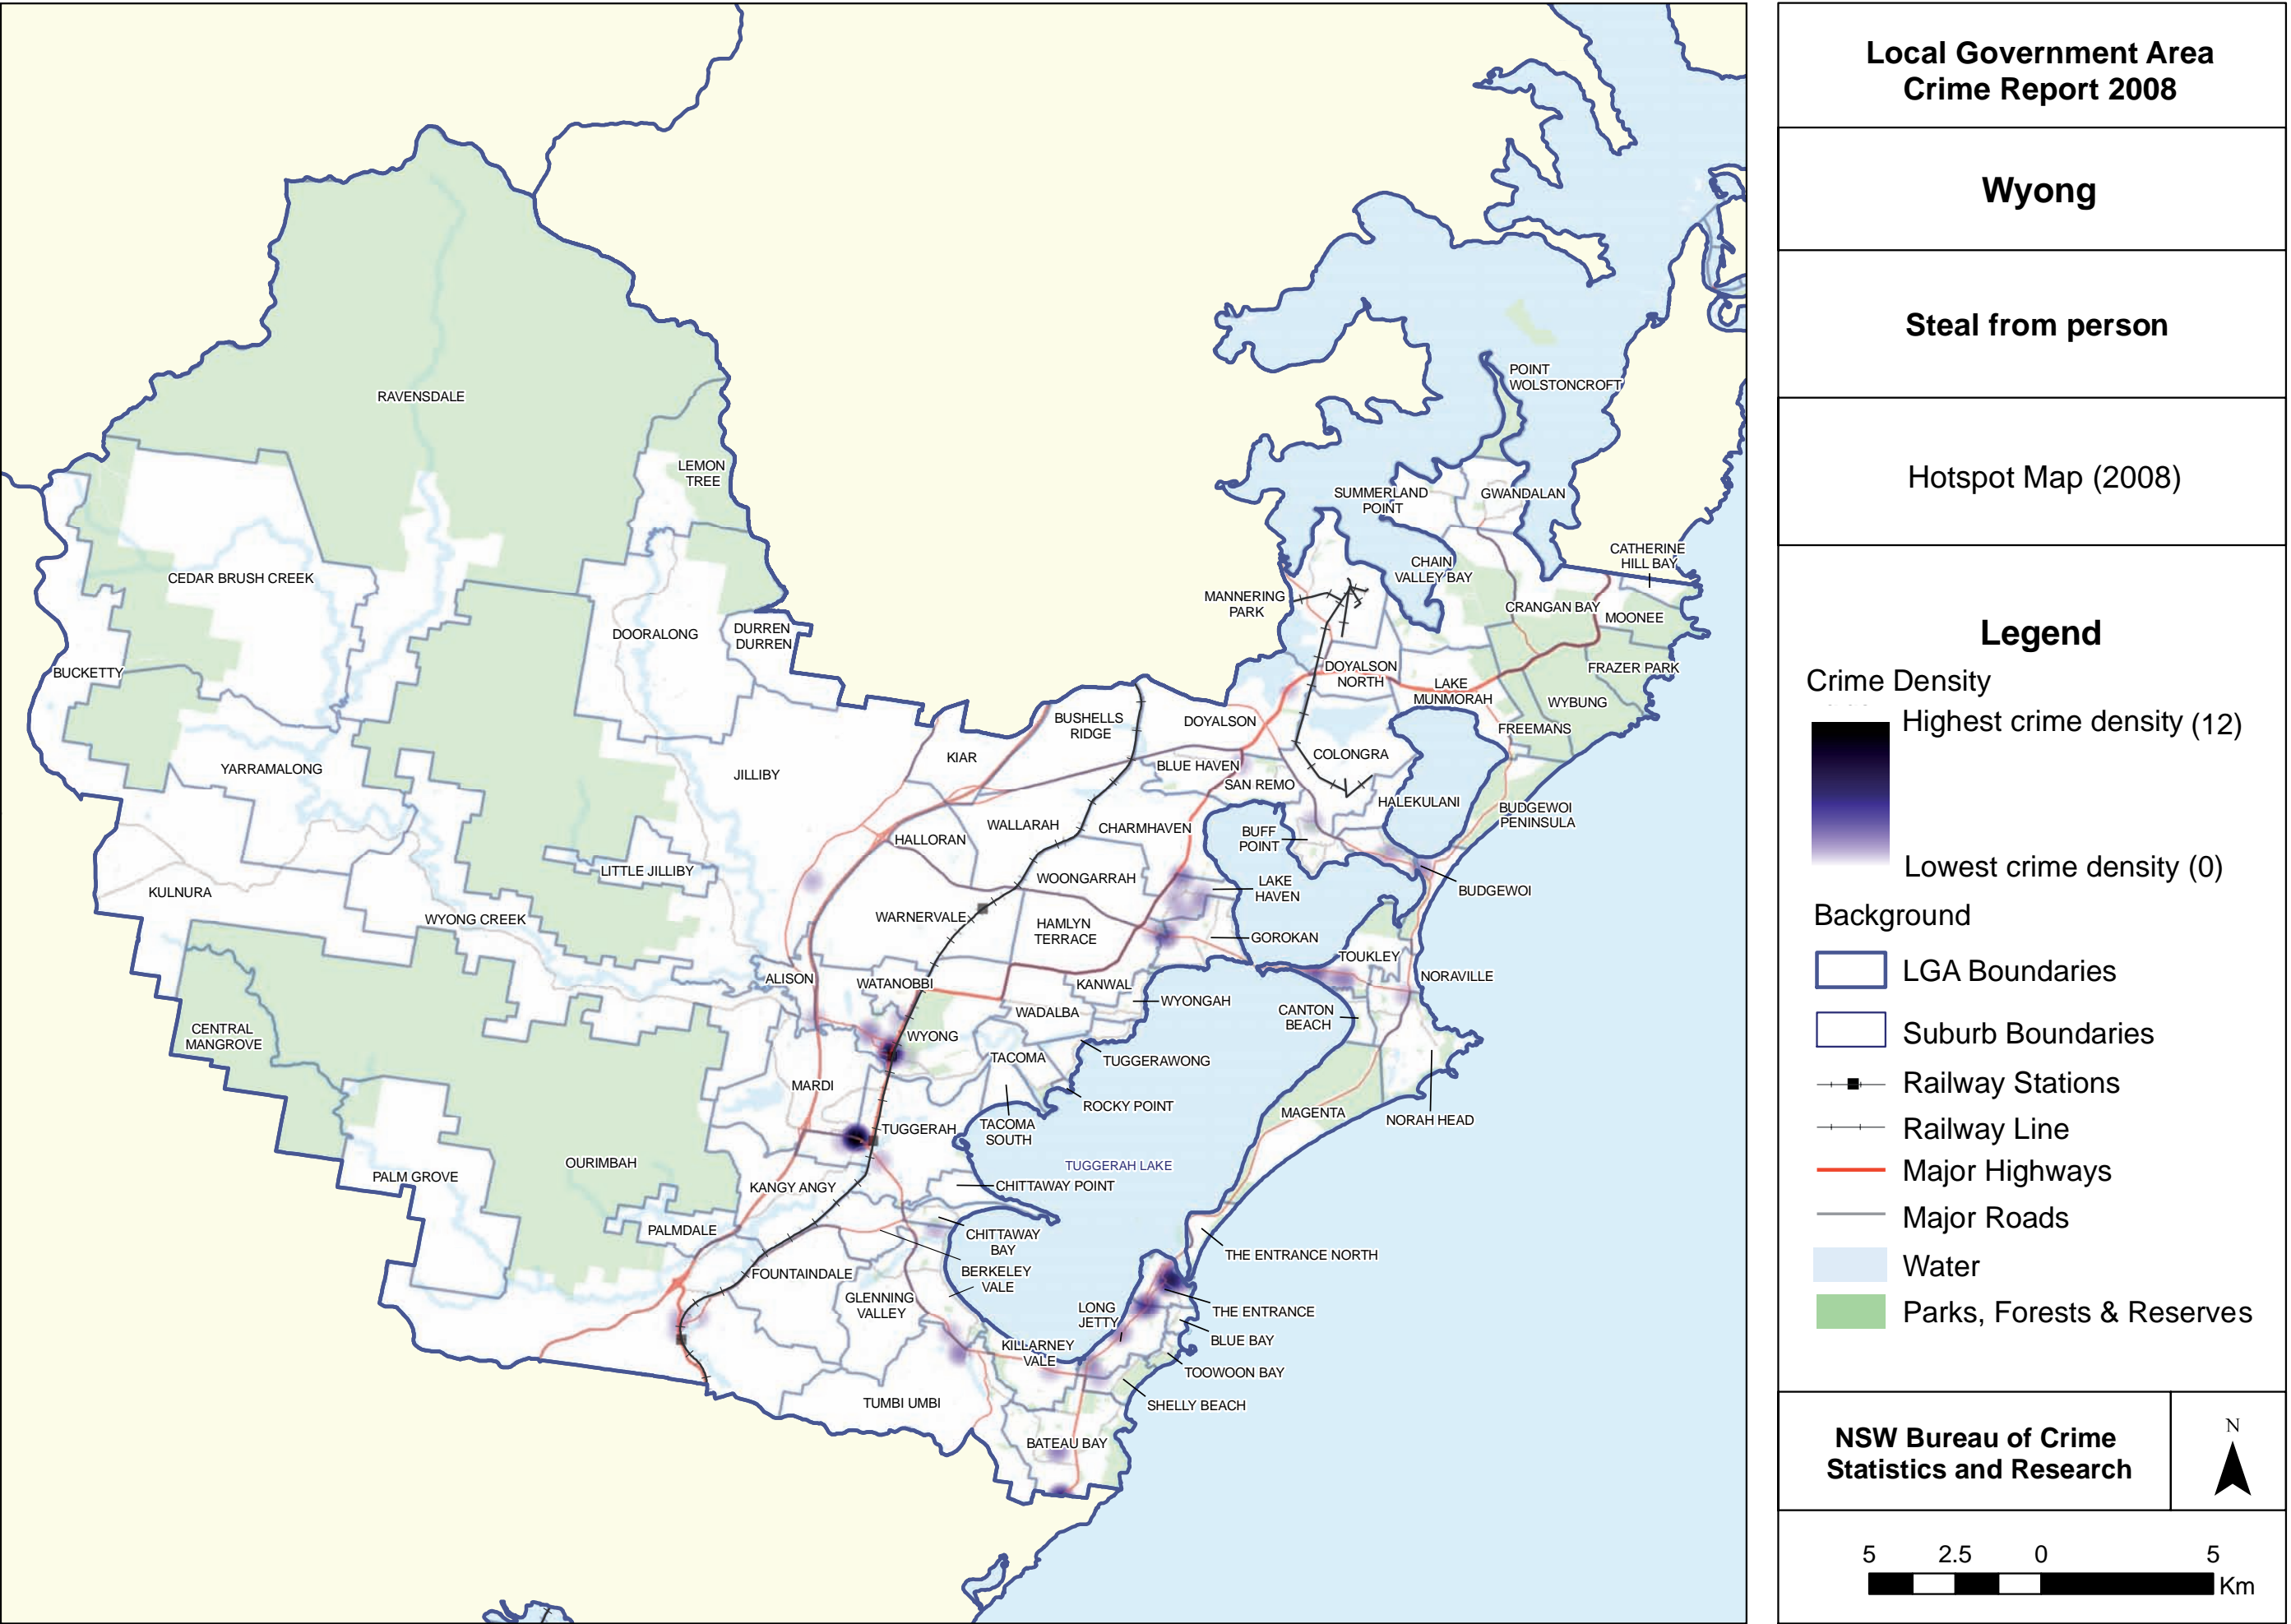 RAVENSDALE
LEMON
TREE
CEDAR BRUSH CREEK
DOORALONG
DURREN
DURREN
BUCKETTY
YARRAMALONG
JILLIBY
KIAR
BUSHELLS
RIDGE
DOYALSON
BLUE HAVEN
SAN REMO
COLONGRA
HALEKULANI
MANNERING
PARK
SUMMERLAND
POINT
GWANDALAN
POINT
WOLSTONCROFT
CHAIN
VALLEY BAY
CATHERINE
HILL BAY
CRANGAN BAY
MOONEE
FRAZER PARK
DOYALSON
NORTH
LAKE
MUNMORAH
WYBUNG
FREEMANS
BUDGEWOI
PENINSULA
BUFF
POINT
HALLORAN
WALLARAH
CHARMHAVEN
LITTLE JILLIBY
WOONGARRAH
LAKE
HAVEN
BUDGEWOI
KULNURA
WYONG CREEK
WARNERVALE
HAMLYN
TERRACE
GOROKAN
TOUKLEY
NORAVILLE
ALISON
WATANOBBI
KANWAL
WYONGAH
WADALBA
CANTON
BEACH
CENTRAL
MANGROVE
WYONG
TACOMA
TUGGERAWONG
MARDI
ROCKY POINT
MAGENTA
NORAH HEAD
TUGGERAH
TACOMA
SOUTH
OURIMBAH
TUGGERAH LAKE
PALM GROVE
KANGY ANGY
CHITTAWAY POINT
PALMDALE
CHITTAWAY
BAY
THE ENTRANCE NORTH
FOUNTAINDALE
BERKELEY
VALE
GLENNING
VALLEY
LONG
JETTY
THE ENTRANCE
BLUE BAY
KILLARNEY
VALE
TOOWOON BAY
TUMBI UMBI
SHELLY BEACH
BATEAU BAY
Local Government Area
Crime Report 2008
Wyong
Steal from person
Hotspot Map (2008)
Legend
Crime Density
Highest crime density (12)
Lowest crime density (0)
Background
LGA Boundaries
Suburb Boundaries
Railway Stations
Railway Line
Major Highways
Major Roads
Water
Parks, Forests & Reserves
NSW Bureau of Crime
Statistics and Research
N
5 2.5 0 5
Km